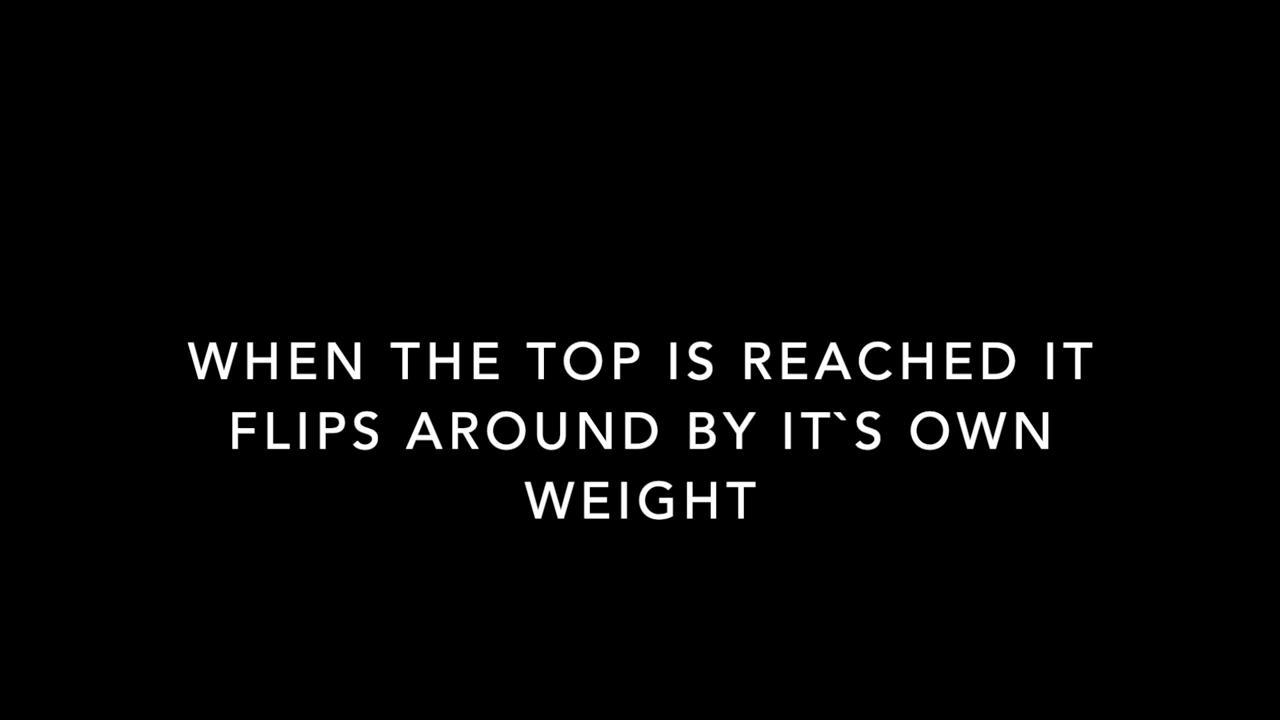 WHEN THE TOP IS REACHED IT
FLIPS AROUND BY IT`S OWN
WEIGHT